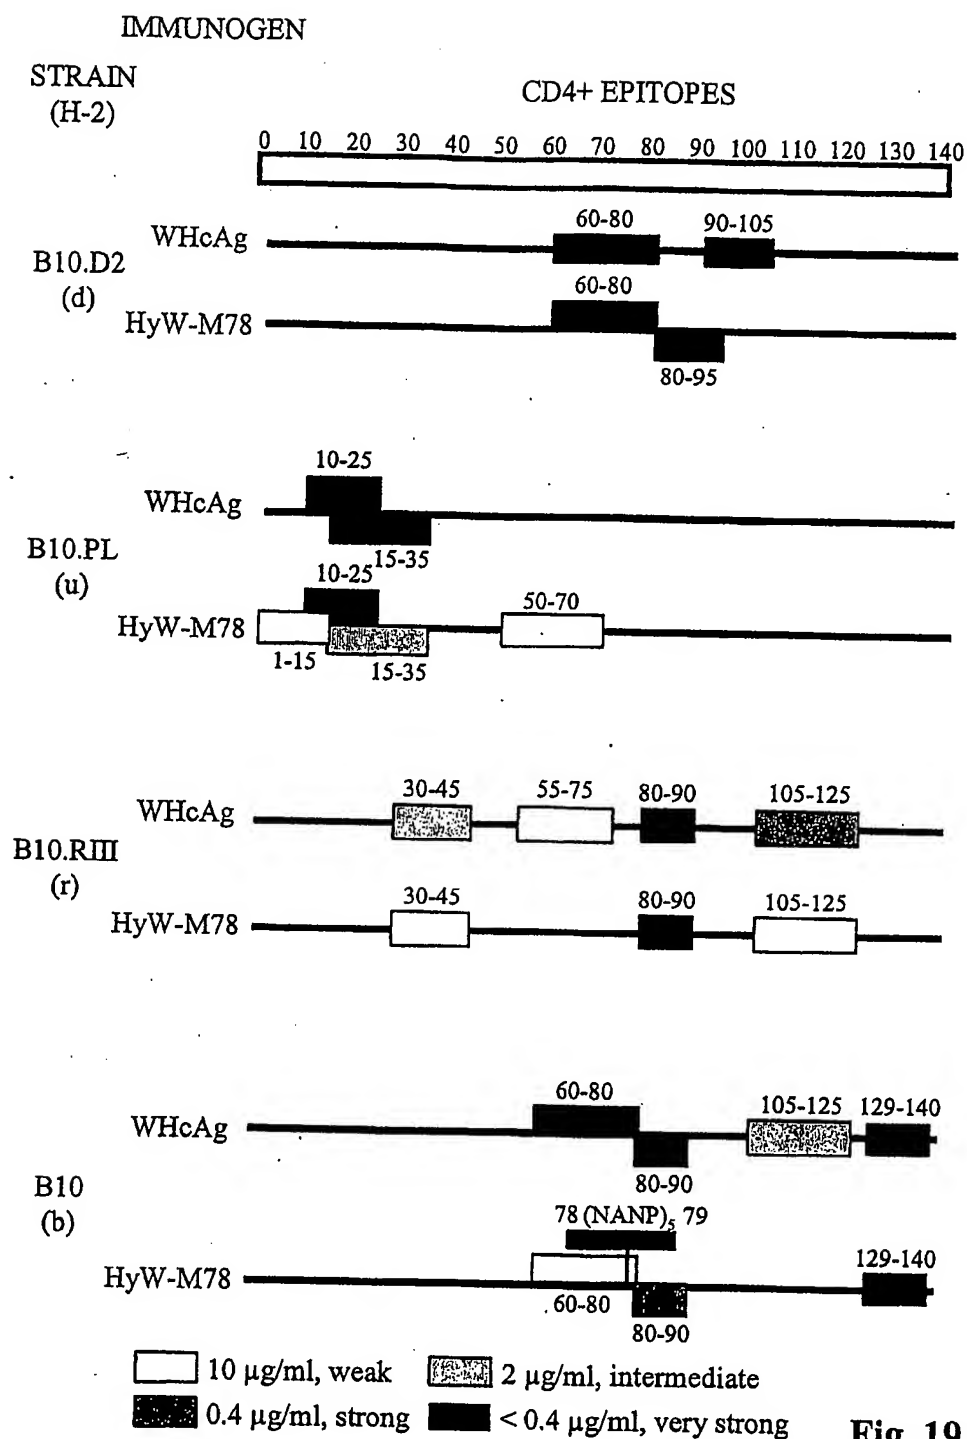 IMMUNOGEN
STRAIN
(H-2)
CD4+ EPITOPES
0 10 20 30 40 50 60 70 80 90 100 110 120 130 140
60-80 90-105
WHcAg
B10.D2
(d)
60-80
HyW-M78
80-95
10-25
WHcAg
15-35
B10.PL
(u)
10-25
50-70
HyW-M78
1-15 15-35
30-45 55-75 80-90 105-125
WHcAg
B10.RIII
(r)
30-45 80-90 105-125
HyW-M78
60-80 105-125 129-140
WHcAg
80-90
B10
(b)
78 (NANP)5 79
129-140
HyW-M78
60-80
80-90
10 µg/ml, weak 2 µg/ml, intermediate
0.4 µg/ml, strong < 0.4 µg/ml, very strong
Fig. 19